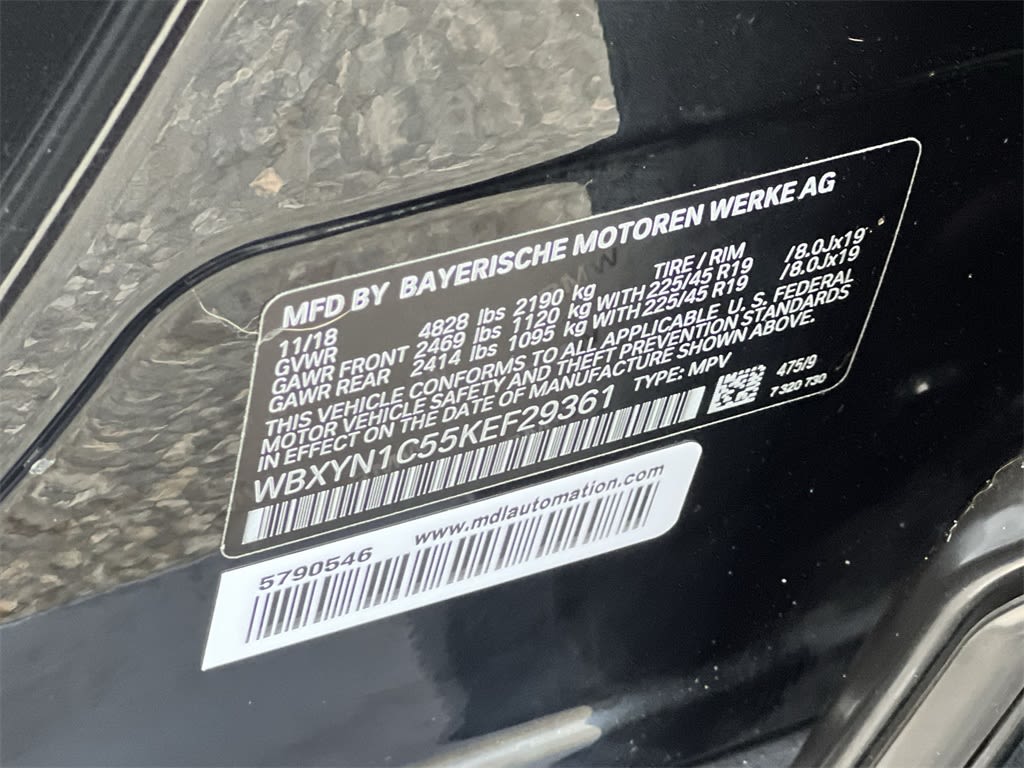 MFD BY BAYERISCHE MOTOREN WERKE AG
11/18 TIRE / RIM
GVWR 4828 lbs 2190 kg
GAWR FRONT 2469 lbs 1120 kg WITH 225/45 R19 /8.0Jx19
GAWR REAR 2414 lbs 1095 kg WITH 225/45 R19 /8.0Jx19
THIS VEHICLE CONFORMS TO ALL APPLICABLE U. S. FEDERAL
MOTOR VEHICLE SAFETY AND THEFT PREVENTION STANDARDS
IN EFFECT ON THE DATE OF MANUFACTURE SHOWN ABOVE.
WBXYN1C55KEF29361 TYPE: MPV 475/9
7 320 730
5790546 www.mdlautomation.com